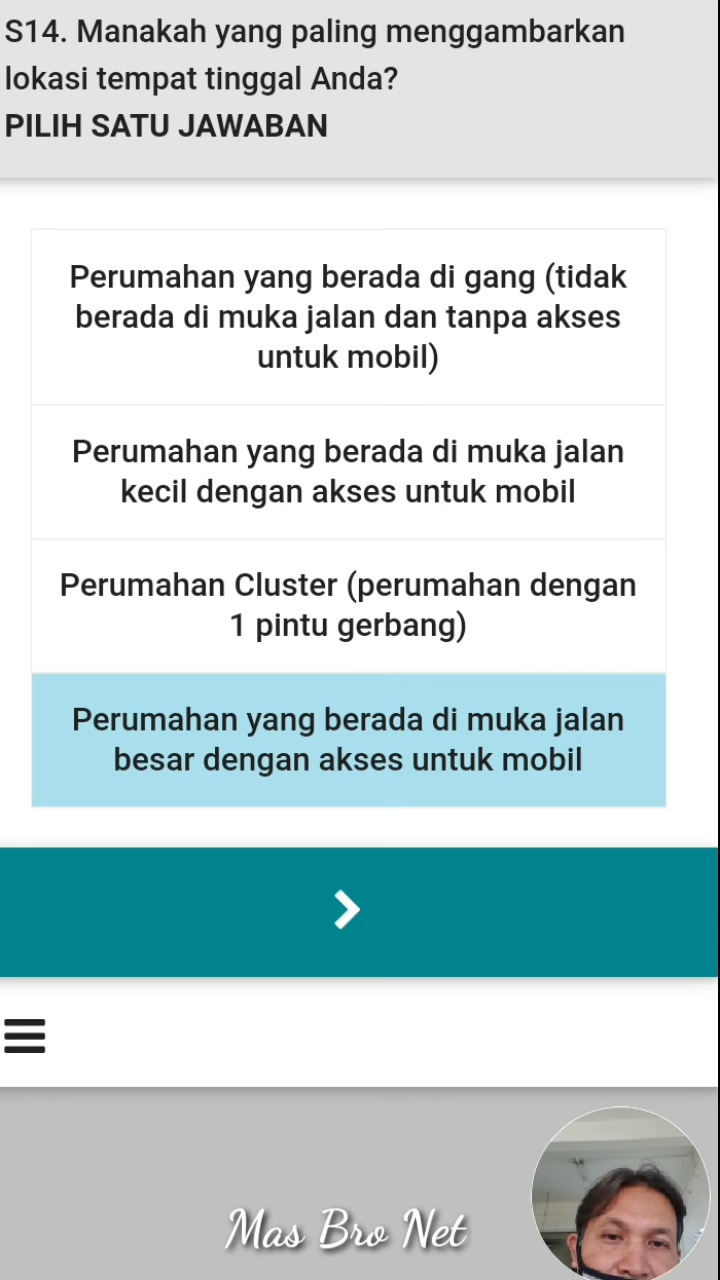 S14. Manakah yang paling menggambarkan
lokasi tempat tinggal Anda?
PILIH SATU JAWABAN
Perumahan yang berada di gang (tidak
berada di muka jalan dan tanpa akses
untuk mobil)
Perumahan yang berada di muka jalan
kecil dengan akses untuk mobil
Perumahan Cluster (perumahan dengan
1 pintu gerbang)
Perumahan yang berada di muka jalan
besar dengan akses untuk mobil
Mas Bro Net